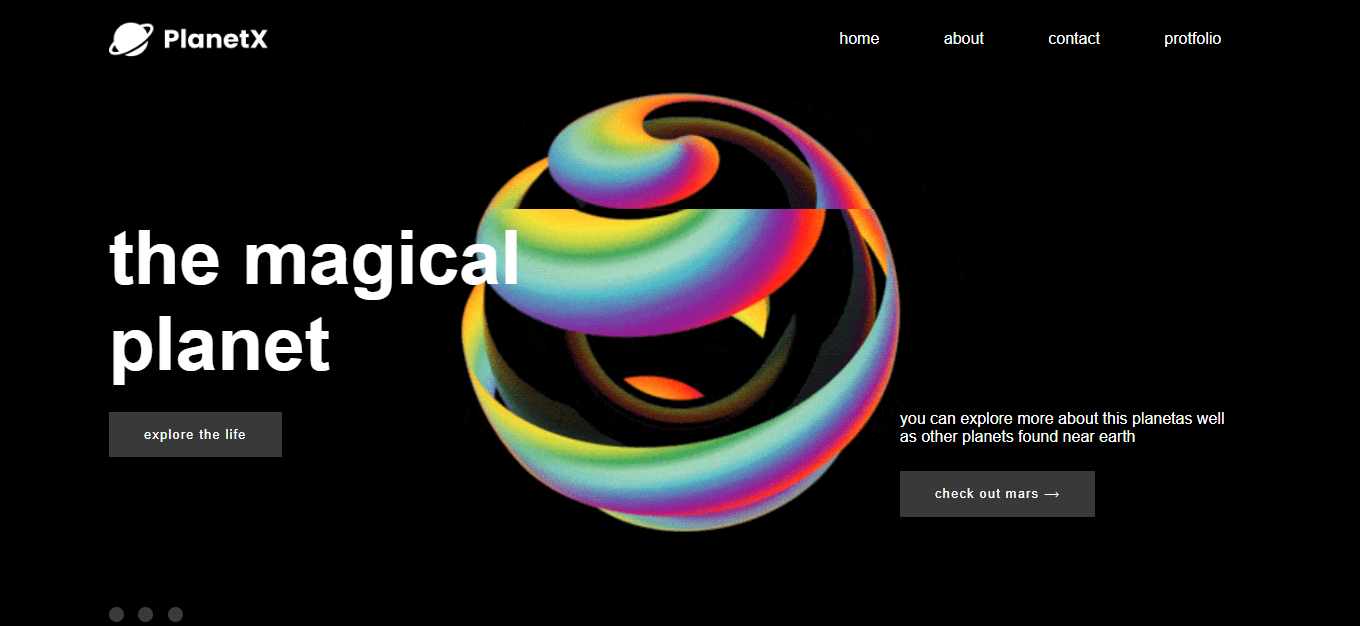 PlanetX
home about contact protfolio
the magical
planet
explore the life
you can explore more about this planetas well
as other planets found near earth
check out mars →